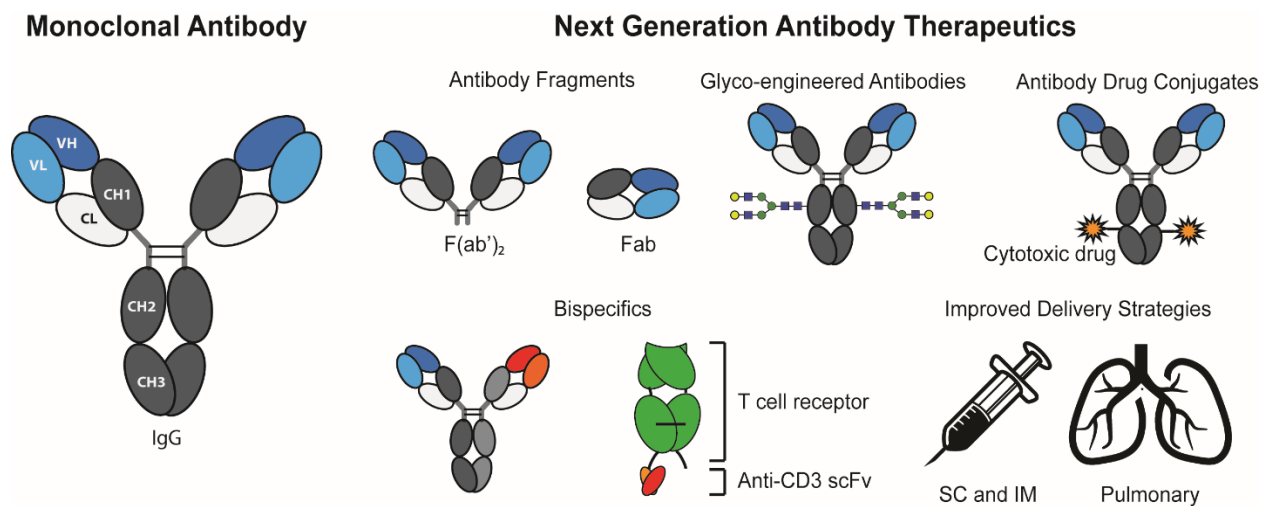 Monoclonal Antibody
VH
VL
CH1
CL
CH2
CH3
IgG
Next Generation Antibody Therapeutics
Antibody Fragments
F(ab')₂
Fab
Glyco-engineered Antibodies
Antibody Drug Conjugates
Cytotoxic drug
Bispecifics
T cell receptor
Anti-CD3 scFv
Improved Delivery Strategies
SC and IM
Pulmonary